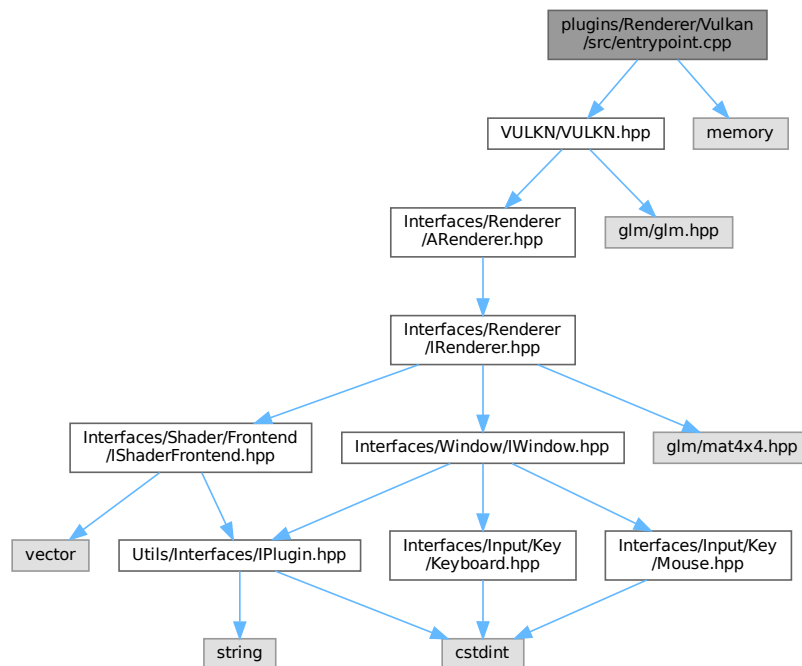 plugins/Renderer/Vulkan
/src/entrypoint.cpp
VULKN/VULKN.hpp
memory
Interfaces/Renderer
/ARenderer.hpp
glm/glm.hpp
Interfaces/Renderer
/IRenderer.hpp
Interfaces/Shader/Frontend
/IShaderFrontend.hpp
Interfaces/Window/IWindow.hpp
glm/mat4x4.hpp
vector
Utils/Interfaces/IPlugin.hpp
Interfaces/Input/Key
/Keyboard.hpp
Interfaces/Input/Key
/Mouse.hpp
string
cstdint